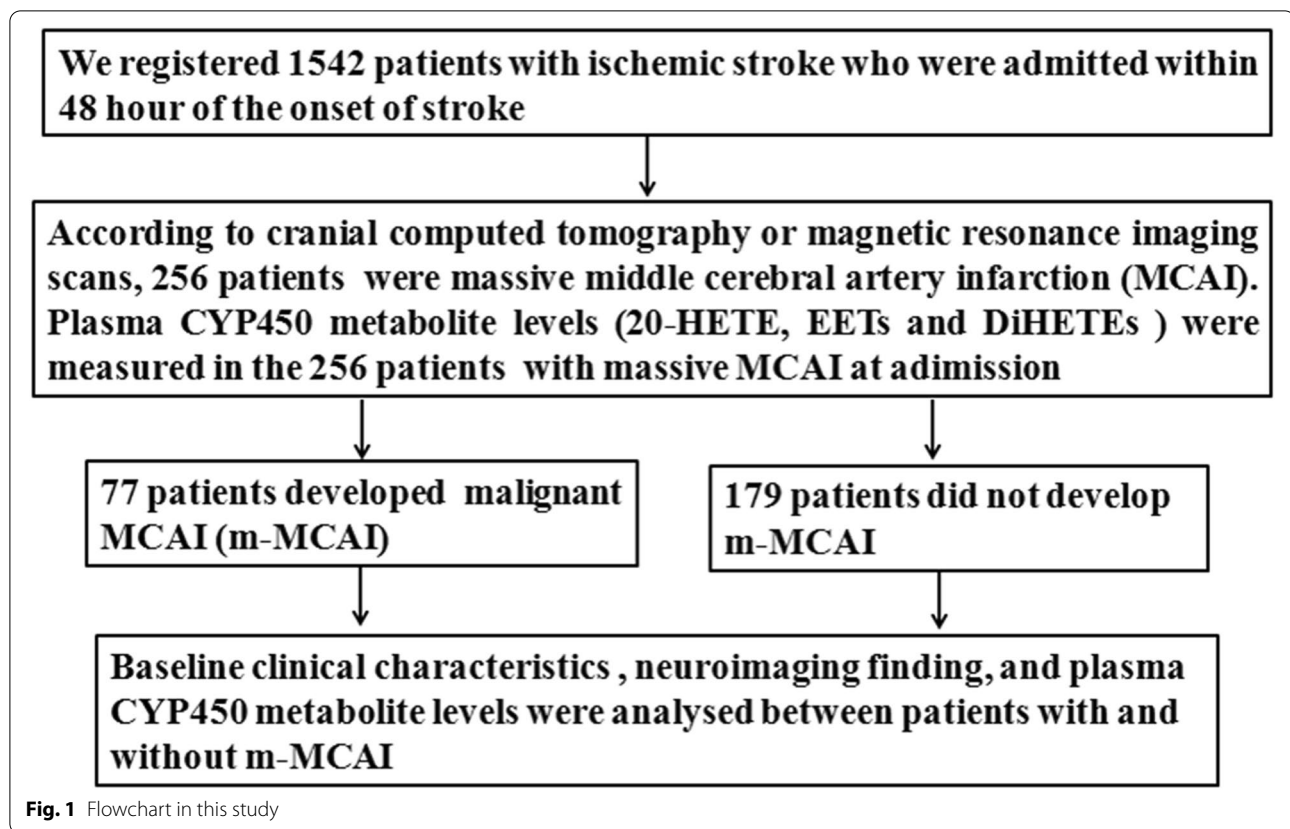 We registered 1542 patients with ischemic stroke who were admitted within
48 hour of the onset of stroke
According to cranial computed tomography or magnetic resonance imaging
scans, 256 patients were massive middle cerebral artery infarction (MCAI).
Plasma CYP450 metabolite levels (20-HETE, EETs and DiHETEs ) were
measured in the 256 patients with massive MCAI at adimission
77 patients developed malignant
MCAI (m-MCAI)
179 patients did not develop
m-MCAI
Baseline clinical characteristics , neuroimaging finding, and plasma
CYP450 metabolite levels were analysed between patients with and
without m-MCAI
Fig. 1 Flowchart in this study